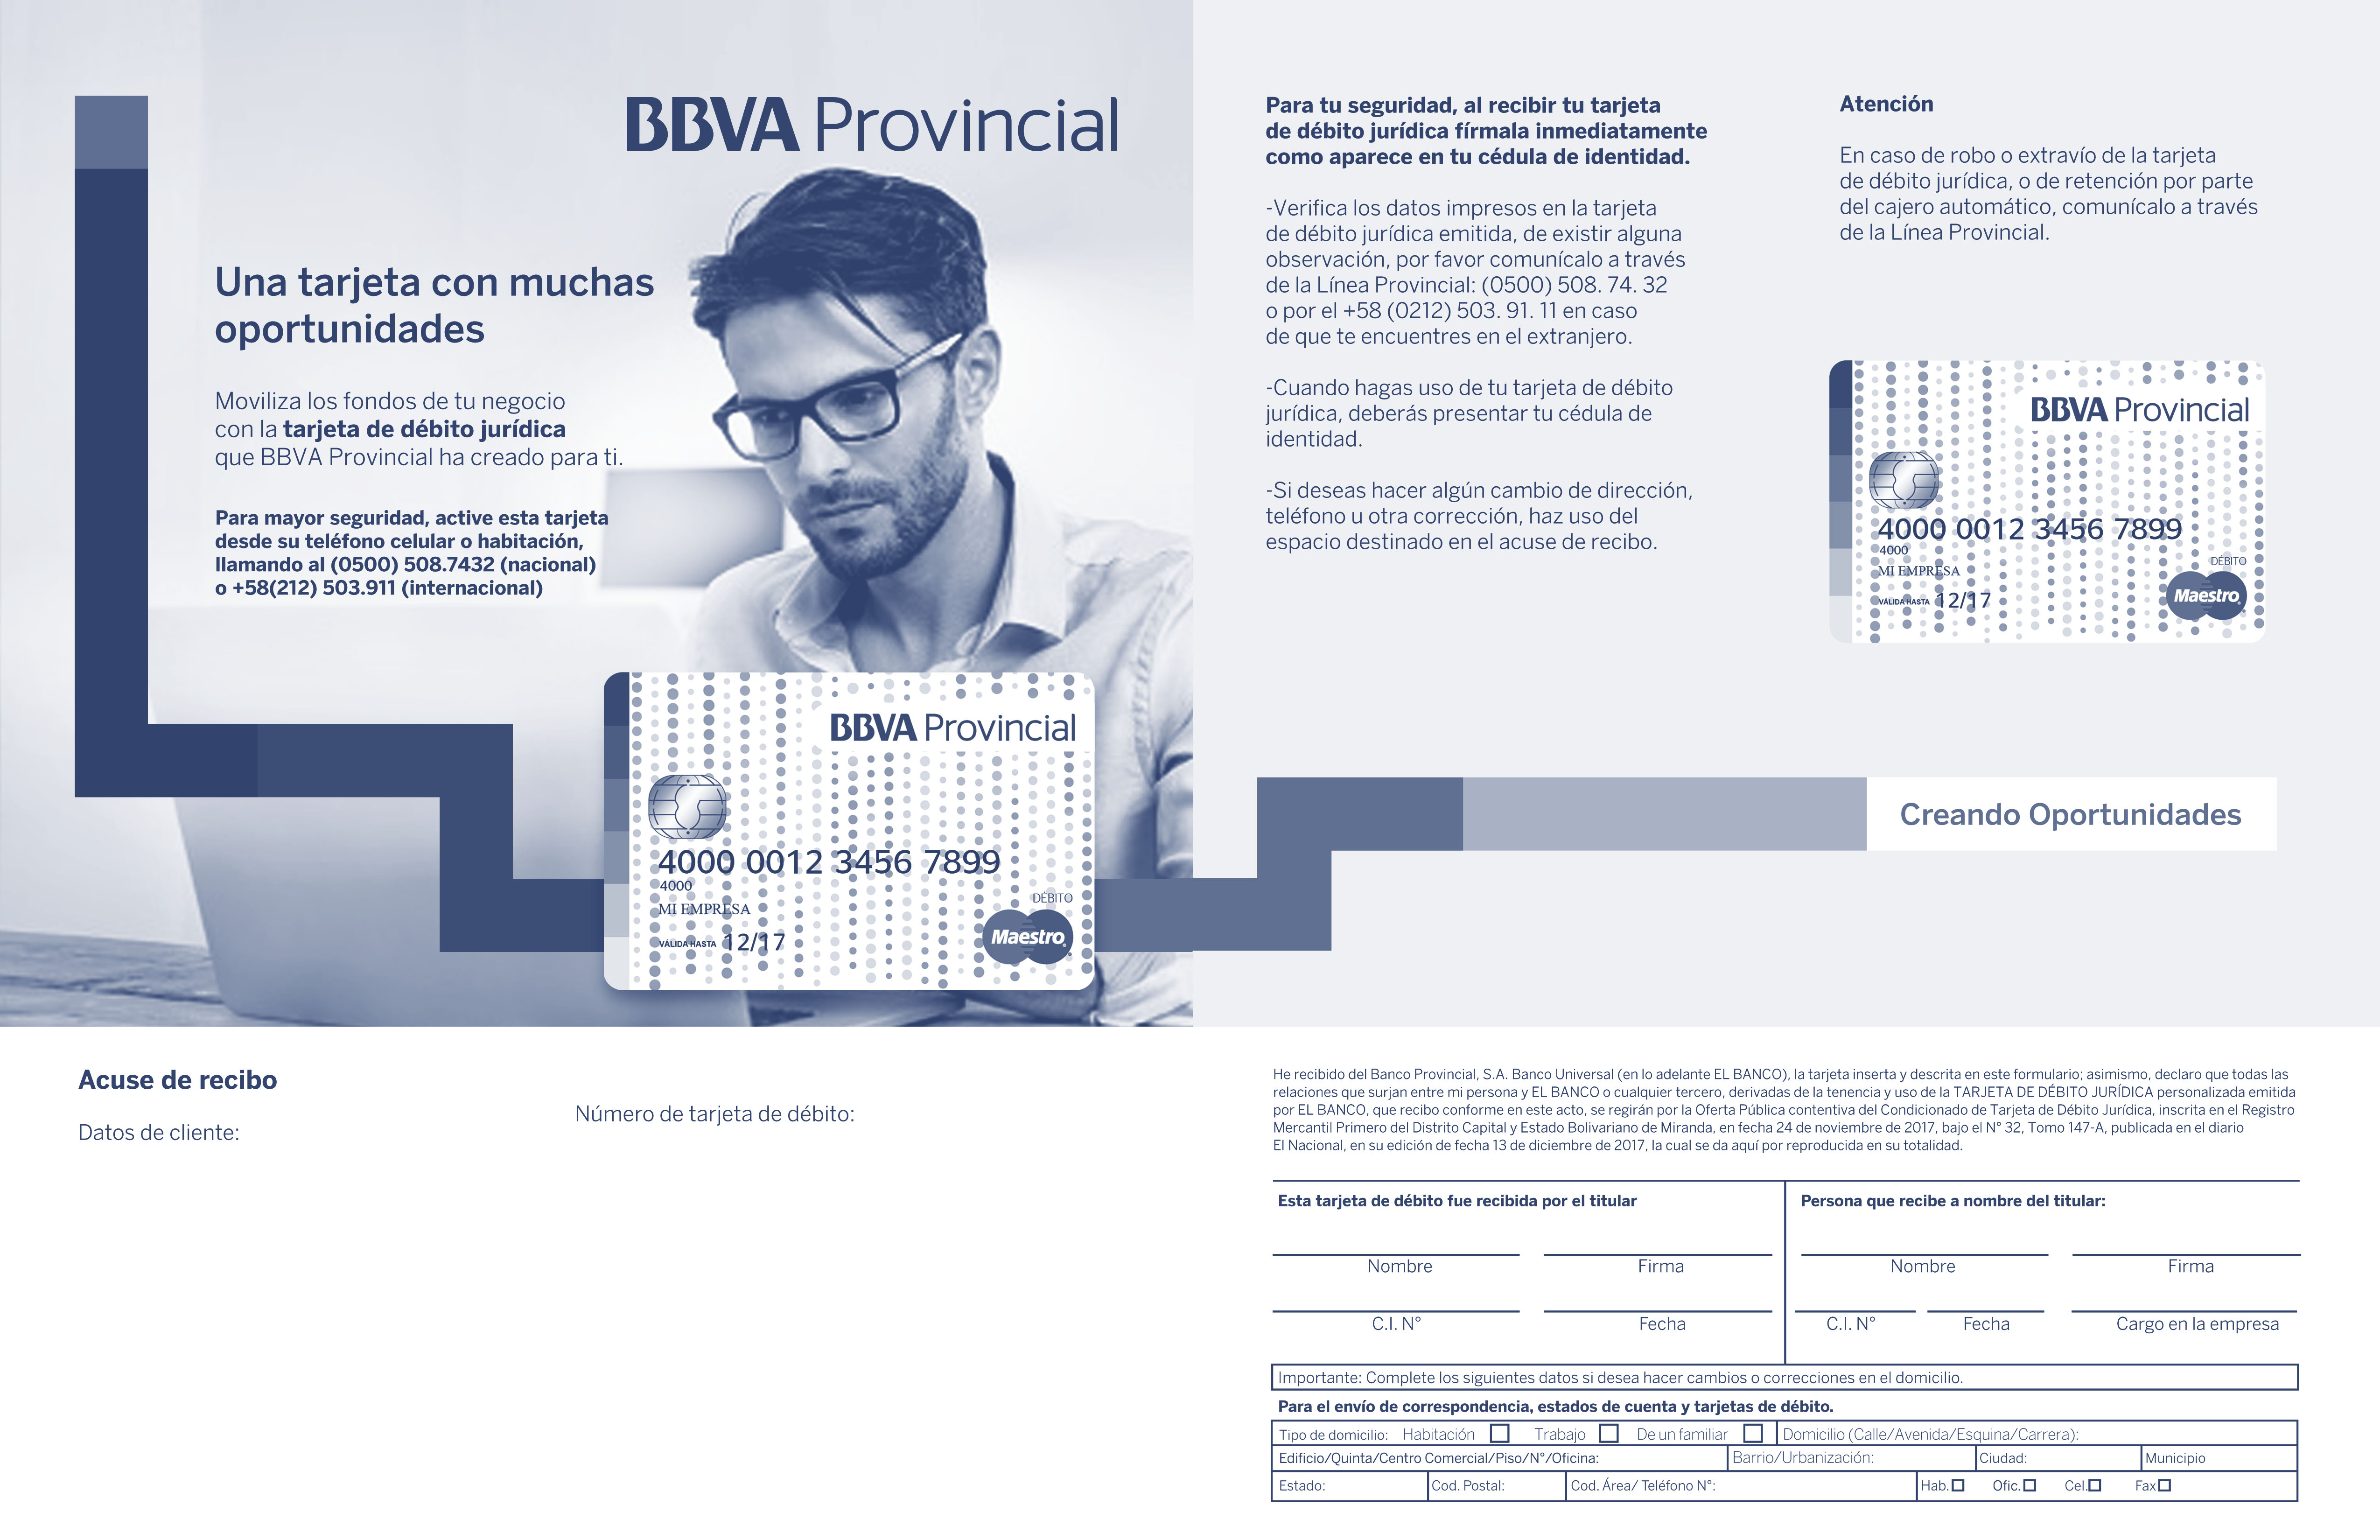 BBVA Provincial
Una tarjeta con muchas
oportunidades
Moviliza los fondos de tu negocio
con la tarjeta de débito jurídica
que BBVA Provincial ha creado para ti.
Para mayor seguridad, active esta tarjeta
desde su teléfono celular o habitación,
llamando al (0500) 508.7432 (nacional)
o +58(212) 503.911 (internacional)
BBVA Provincial
4000 0012 3456 7899
4000
MI EMPRESA
DÉBITO
VÁLIDA HASTA 12/17
Maestro
Para tu seguridad, al recibir tu tarjeta
de débito jurídica fírmala inmediatamente
como aparece en tu cédula de identidad.
-Verifica los datos impresos en la tarjeta
de débito jurídica emitida, de existir alguna
observación, por favor comunícalo a través
de la Línea Provincial: (0500) 508. 74. 32
o por el +58 (0212) 503. 91. 11 en caso
de que te encuentres en el extranjero.
-Cuando hagas uso de tu tarjeta de débito
jurídica, deberás presentar tu cédula de
identidad.
-Si deseas hacer algún cambio de dirección,
teléfono u otra corrección, haz uso del
espacio destinado en el acuse de recibo.
Atención
En caso de robo o extravío de la tarjeta
de débito jurídica, o de retención por parte
del cajero automático, comunícalo a través
de la Línea Provincial.
BBVA Provincial
4000 0012 3456 7899
4000
MI EMPRESA
DÉBITO
VÁLIDA HASTA 12/17
Maestro
Creando Oportunidades
Acuse de recibo
Datos de cliente:
Número de tarjeta de débito:
He recibido del Banco Provincial, S.A. Banco Universal (en lo adelante EL BANCO), la tarjeta inserta y descrita en este formulario; asimismo, declaro que todas las
relaciones que surjan entre mi persona y EL BANCO o cualquier tercero, derivadas de la tenencia y uso de la TARJETA DE DÉBITO JURÍDICA personalizada emitida
por EL BANCO, que recibo conforme en este acto, se regirán por la Oferta Pública contentiva del Condicionado de Tarjeta de Débito Jurídica, inscrita en el Registro
Mercantil Primero del Distrito Capital y Estado Bolivariano de Miranda, en fecha 24 de noviembre de 2017, bajo el N° 32, Tomo 147-A, publicada en el diario
El Nacional, en su edición de fecha 13 de diciembre de 2017, la cual se da aquí por reproducida en su totalidad.
Esta tarjeta de débito fue recibida por el titular
Nombre Firma
C.I. N° Fecha
Persona que recibe a nombre del titular:
Nombre Firma
C.I. N° Fecha Cargo en la empresa
Importante: Complete los siguientes datos si desea hacer cambios o correcciones en el domicilio.
Para el envío de correspondencia, estados de cuenta y tarjetas de débito.
Tipo de domicilio: Habitación Trabajo De un familiar Domicilio (Calle/Avenida/Esquina/Carrera):
Edificio/Quinta/Centro Comercial/Piso/N°/Oficina: Barrio/Urbanización: Ciudad: Municipio
Estado: Cod. Postal: Cod. Área/ Teléfono N°: Hab. Ofic. Cel. Fax